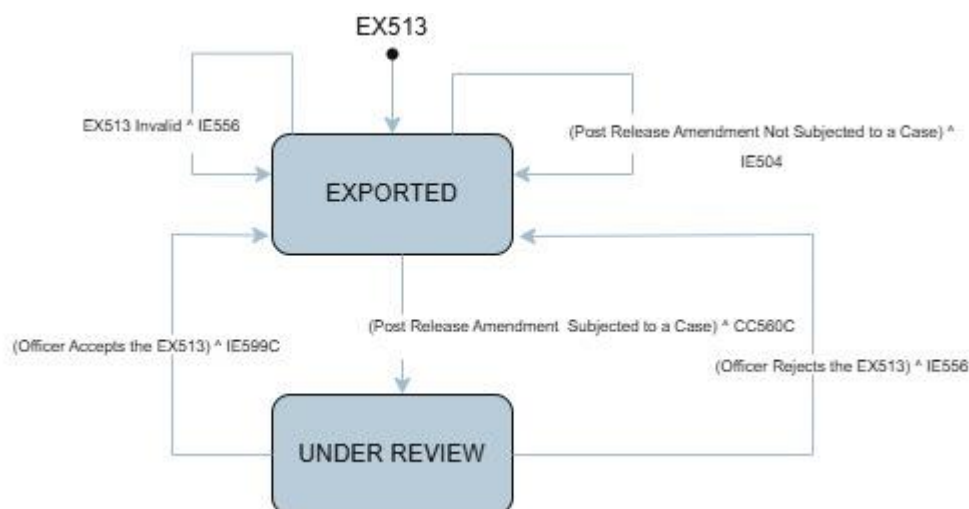 EX513
EX513 Invalid ^ IE556
(Post Release Amendment Not Subjected to a Case) ^
IE504
EXPORTED
(Post Release Amendment  Subjected to a Case) ^ CC560C
(Officer Accepts the EX513) ^ IE599C
(Officer Rejects the EX513) ^ IE556
UNDER REVIEW